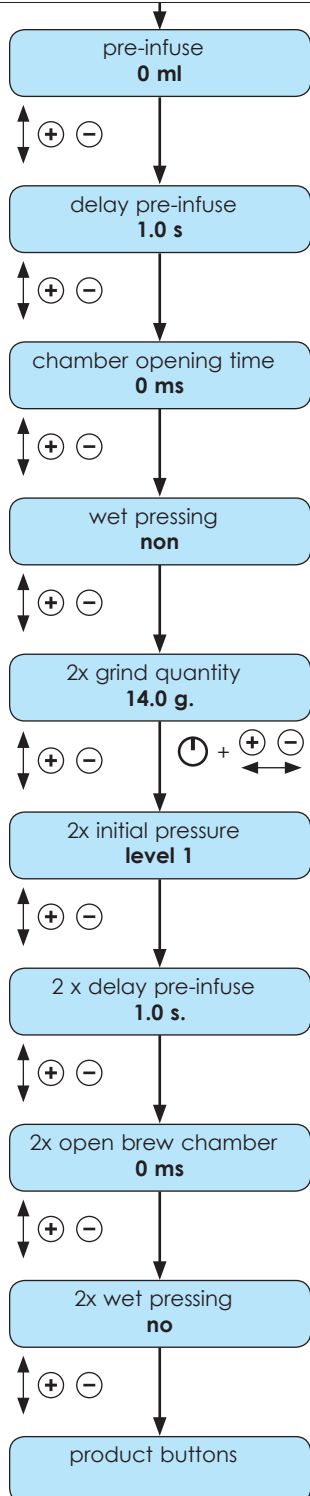 pre-infuse
0 ml
+ −
delay pre-infuse
1.0 s
+ −
chamber opening time
0 ms
+ −
wet pressing
non
+ −
2x grind quantity
14.0 g.
+ − + + −
2x initial pressure
level 1
+ −
2 x delay pre-infuse
1.0 s.
+ −
2x open brew chamber
0 ms
+ −
2x wet pressing
no
+ −
product buttons